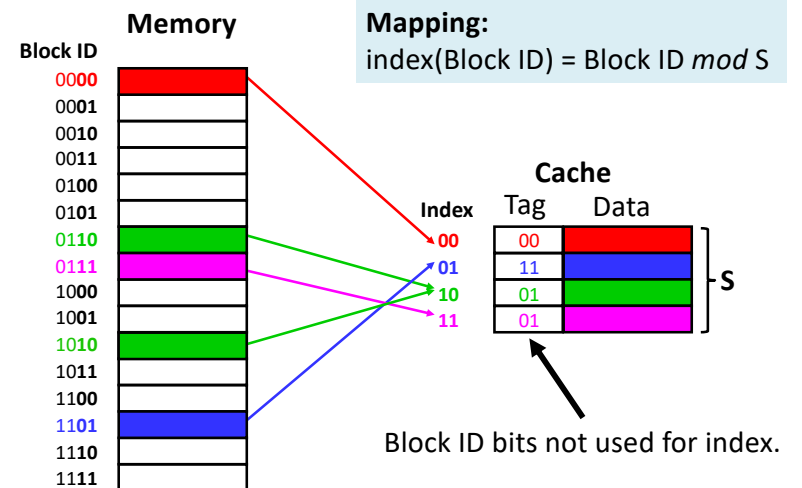 Memory
Mapping:
index(Block ID) = Block ID mod S
Block ID
0000
0001
0010
0011
0100
0101
0110
0111
1000
1001
1010
1011
1100
1101
1110
1111
Cache
Index Tag Data
00 00
01 11
10 01
11 01
S
Block ID bits not used for index.